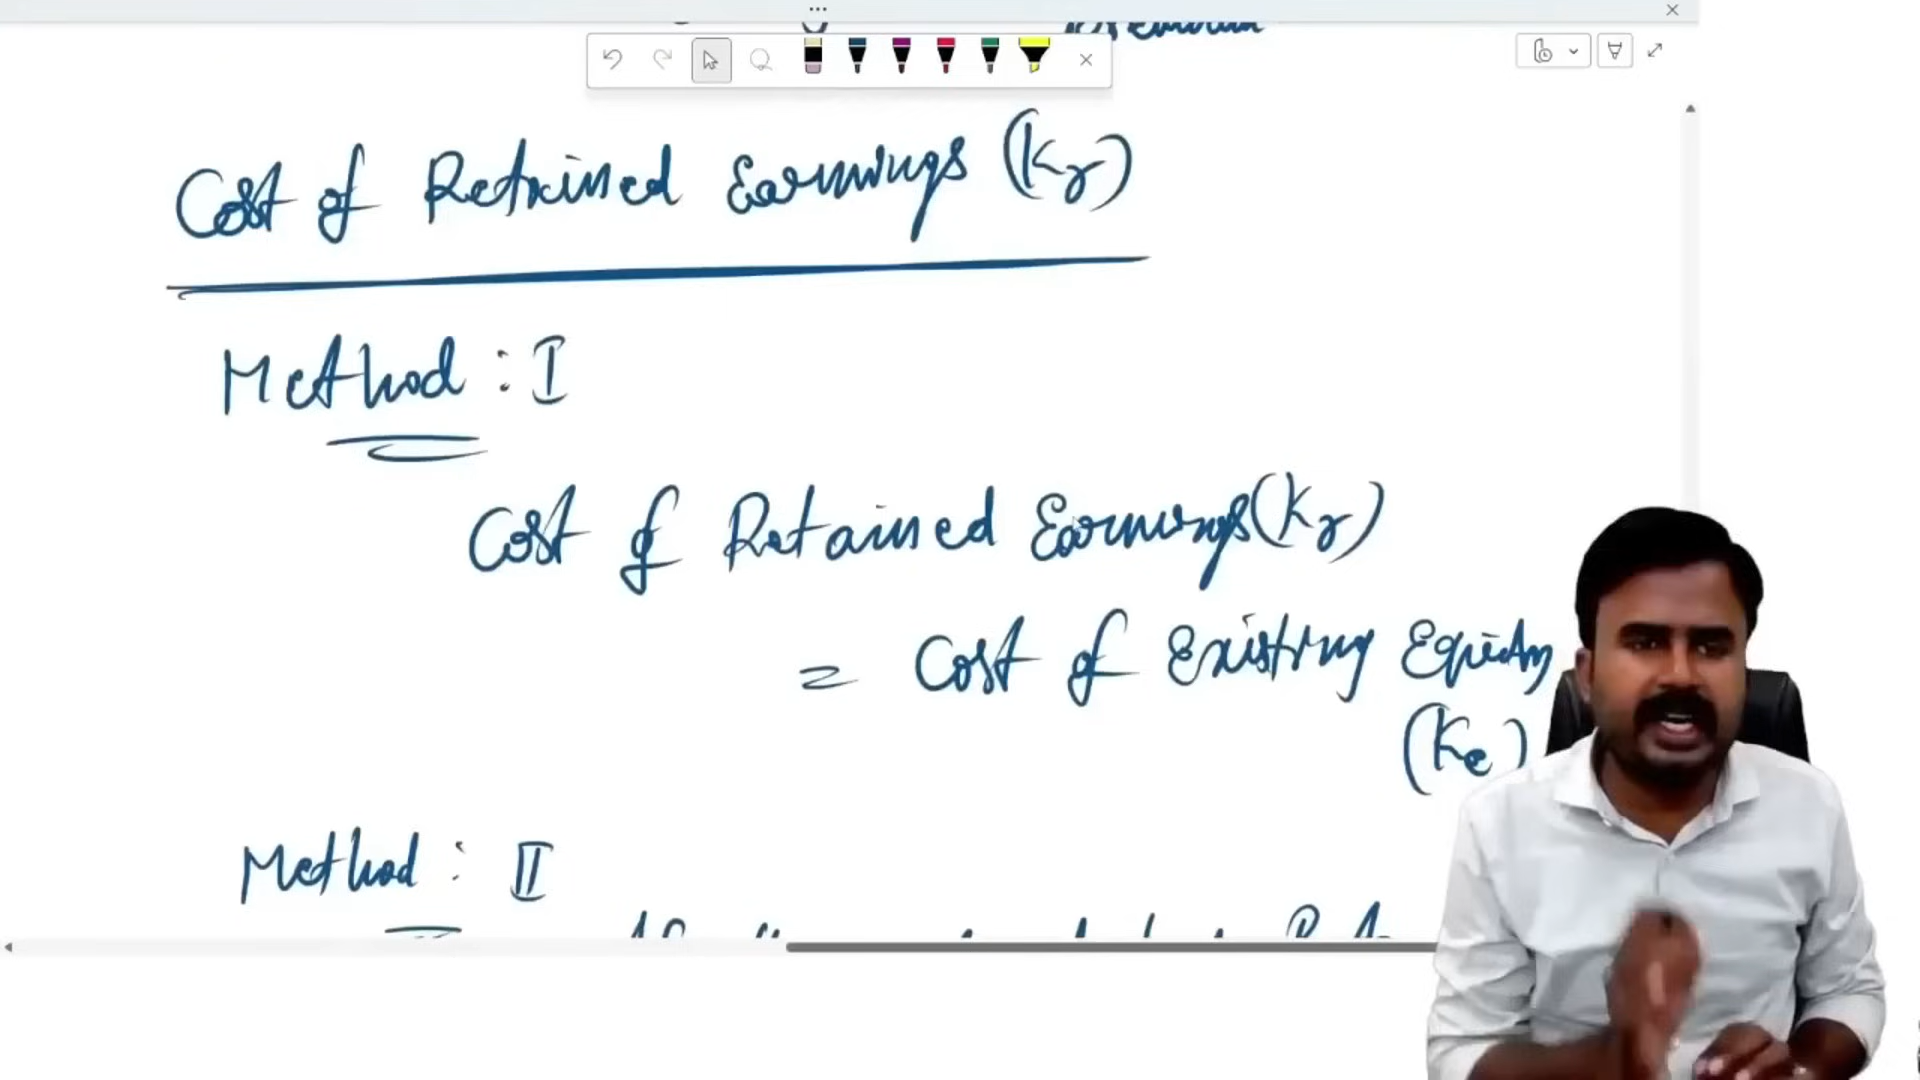 Cost of Retained Earnings (Kr)
Method : I
Cost of Retained Earnings (Kr)
= Cost of Existing Equity
(Ke)
Method : II